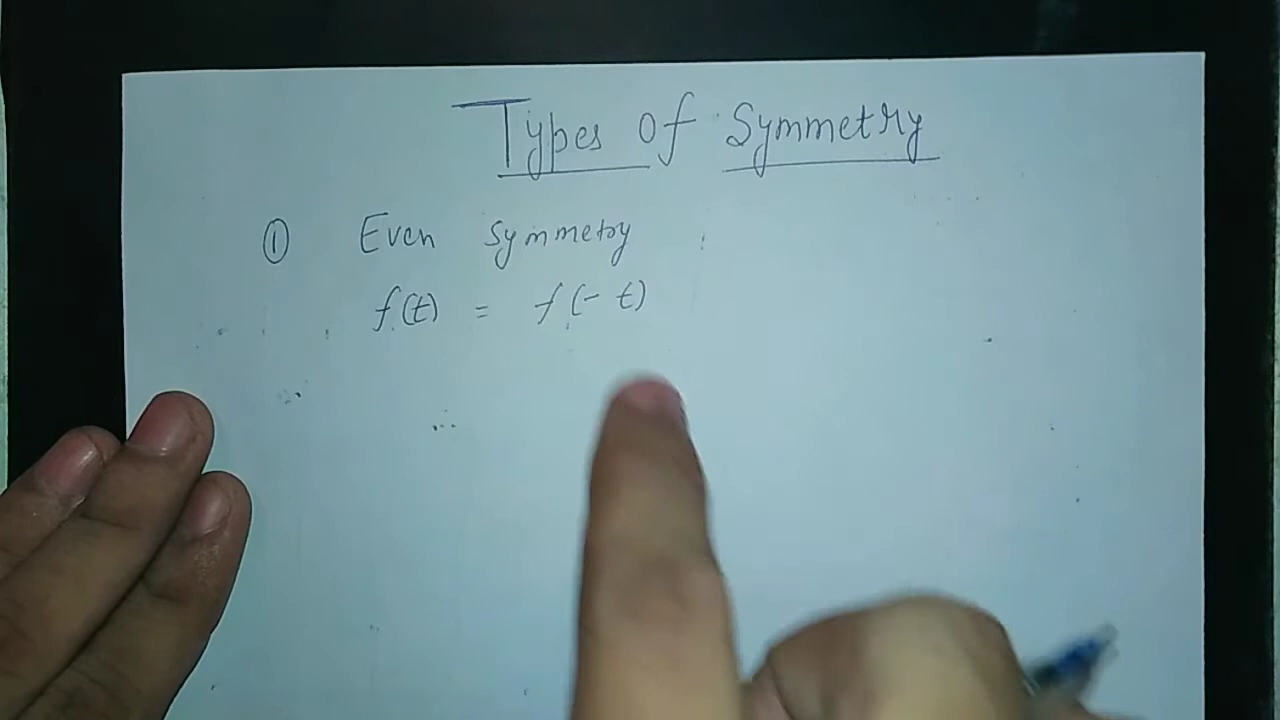 Types of Symmetry
① Even Symmetry
f(t) = f(- t)